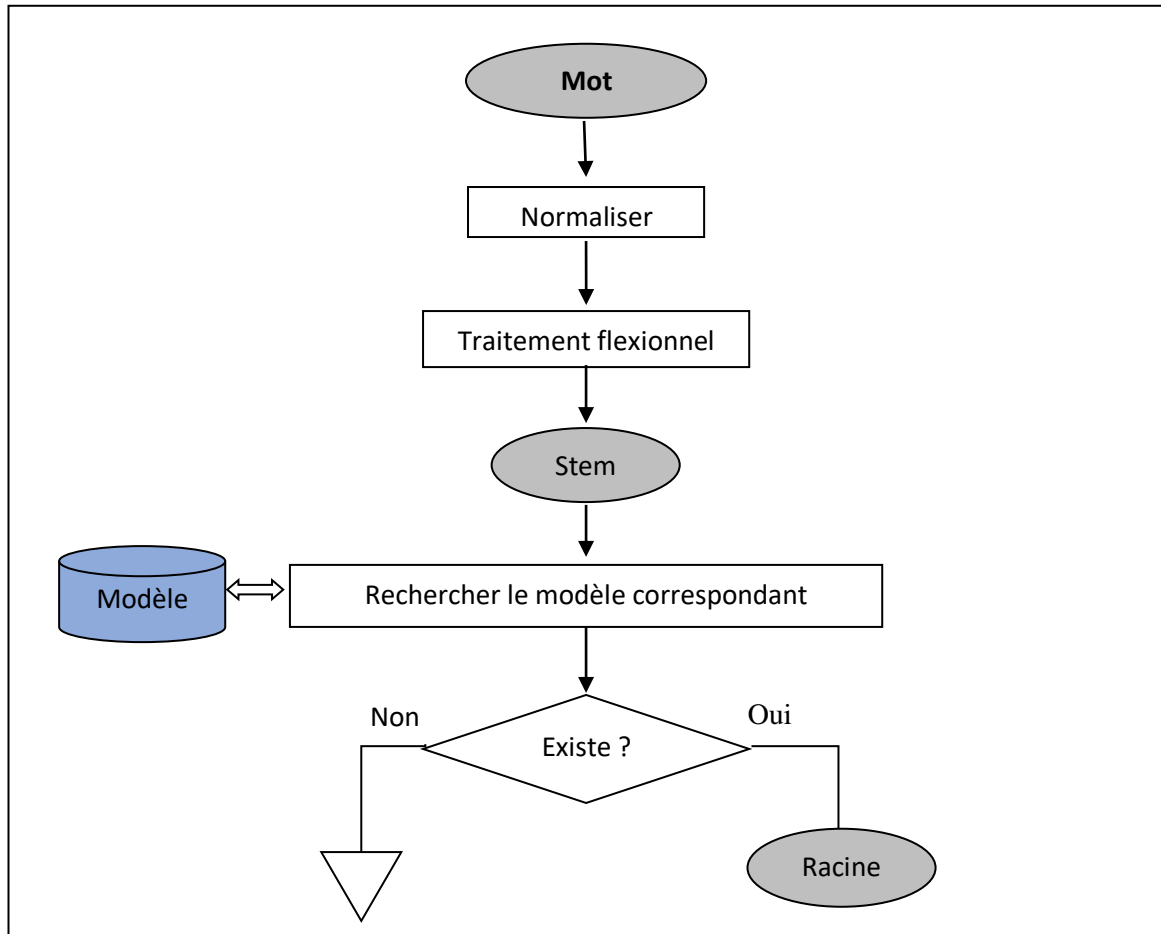 Mot
Normaliser
Traitement flexionnel
Stem
Modèle
Rechercher le modèle correspondant
Non
Oui
Existe ?
Racine